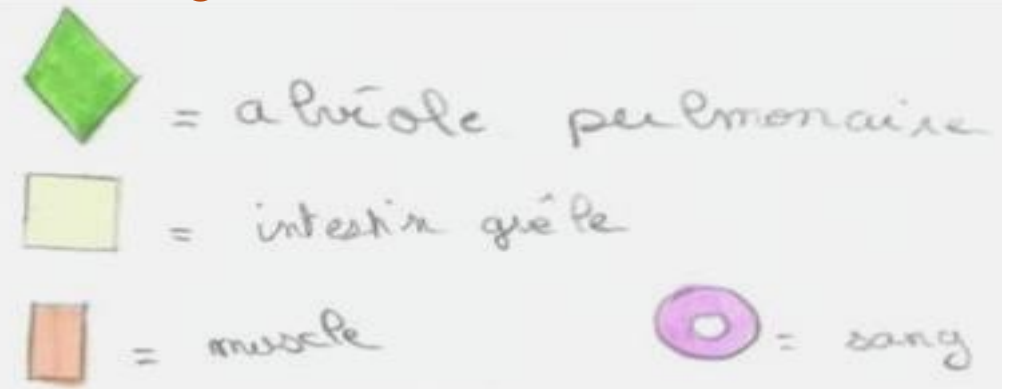 = alvéole pulmonaire
= intestin grêle
= muscle = sang